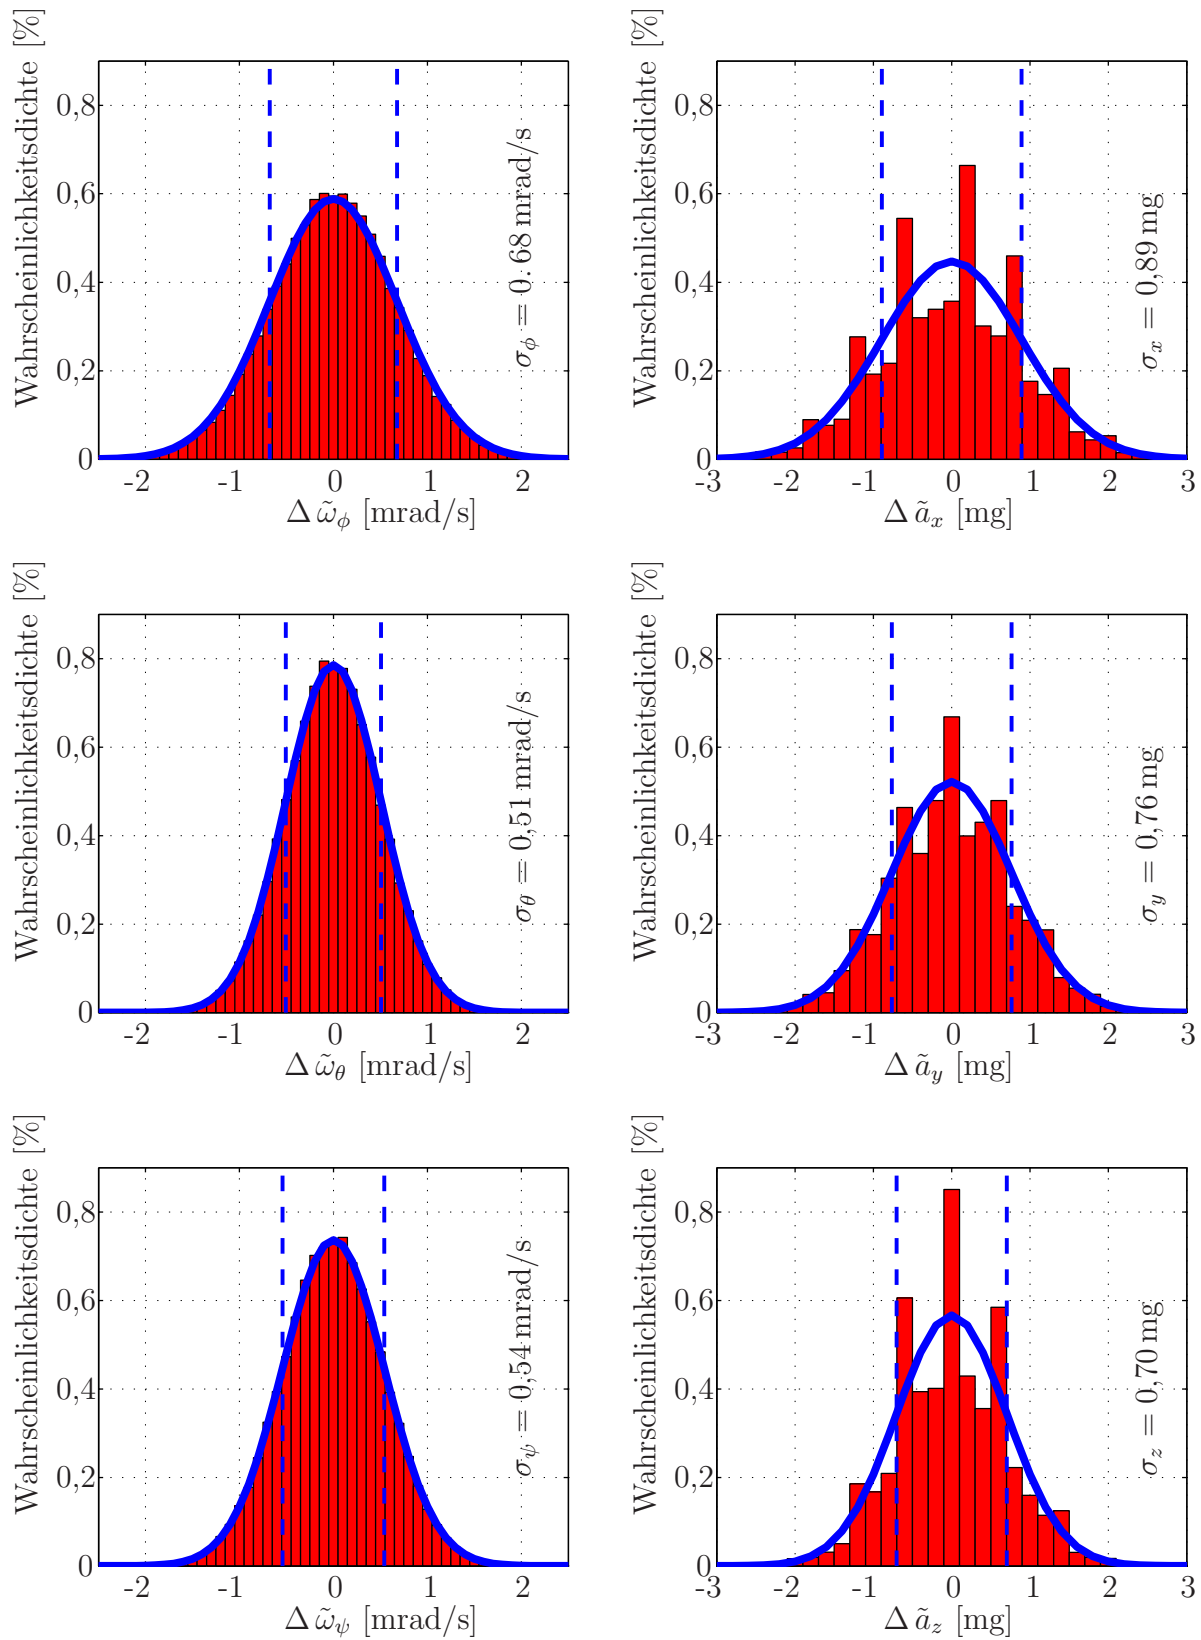 Wahrscheinlichkeitsdichte [%]
0,8
0,6
0,4
0,2
0
-2 -1 0 1 2
Δ ω̃_ϕ [mrad/s]
σ_ϕ = 0.68 mrad/s
Wahrscheinlichkeitsdichte [%]
0,8
0,6
0,4
0,2
0
-3 -2 -1 0 1 2 3
Δ ã_x [mg]
σ_x = 0,89 mg
Wahrscheinlichkeitsdichte [%]
0,8
0,6
0,4
0,2
0
-2 -1 0 1 2
Δ ω̃_θ [mrad/s]
σ_θ = 0,51 mrad/s
Wahrscheinlichkeitsdichte [%]
0,8
0,6
0,4
0,2
0
-3 -2 -1 0 1 2 3
Δ ã_y [mg]
σ_y = 0,76 mg
Wahrscheinlichkeitsdichte [%]
0,8
0,6
0,4
0,2
0
-2 -1 0 1 2
Δ ω̃_ψ [mrad/s]
σ_ψ = 0,54 mrad/s
Wahrscheinlichkeitsdichte [%]
0,8
0,6
0,4
0,2
0
-3 -2 -1 0 1 2 3
Δ ã_z [mg]
σ_z = 0,70 mg